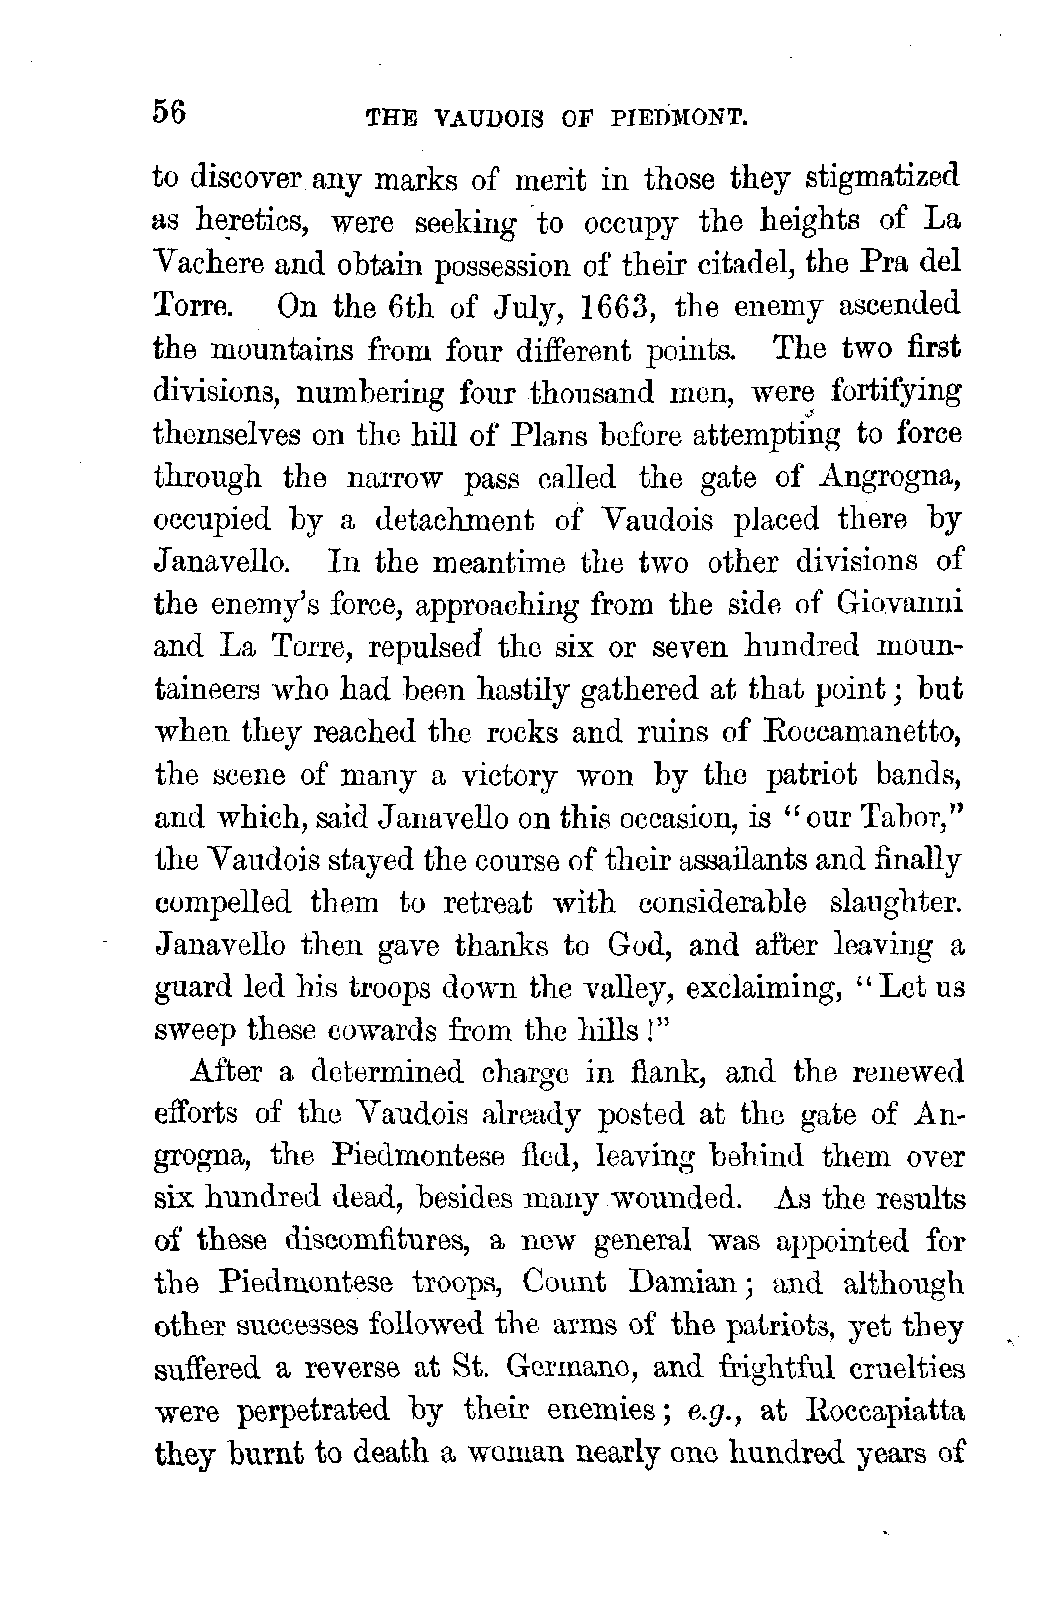 56 THE VAUDOIS OF PIEDMONT.
to discover any marks of merit in those they stigmatized
as heretics, were seeking to occupy the heights of La
Vachere and obtain possession of their citadel, the Pra del
Torre. On the 6th of July, 1663, the enemy ascended
the mountains from four different points. The two first
divisions, numbering four thousand men, were fortifying
themselves on the hill of Plans before attempting to force
through the narrow pass called the gate of Angrogna,
occupied by a detachment of Vaudois placed there by
Janavello. In the meantime the two other divisions of
the enemy's force, approaching from the side of Giovanni
and La Torre, repulsed the six or seven hundred moun-
taineers who had been hastily gathered at that point; but
when they reached the rocks and ruins of Roccamanetto,
the scene of many a victory won by the patriot bands,
and which, said Janavello on this occasion, is "our Tabor,"
the Vaudois stayed the course of their assailants and finally
compelled them to retreat with considerable slaughter.
Janavello then gave thanks to God, and after leaving a
guard led his troops down the valley, exclaiming, "Let us
sweep these cowards from the hills!"
After a determined charge in flank, and the renewed
efforts of the Vaudois already posted at the gate of An-
grogna, the Piedmontese fled, leaving behind them over
six hundred dead, besides many wounded. As the results
of these discomfitures, a new general was appointed for
the Piedmontese troops, Count Damian; and although
other successes followed the arms of the patriots, yet they
suffered a reverse at St. Germano, and frightful cruelties
were perpetrated by their enemies; e.g., at Roccapiatta
they burnt to death a woman nearly one hundred years of